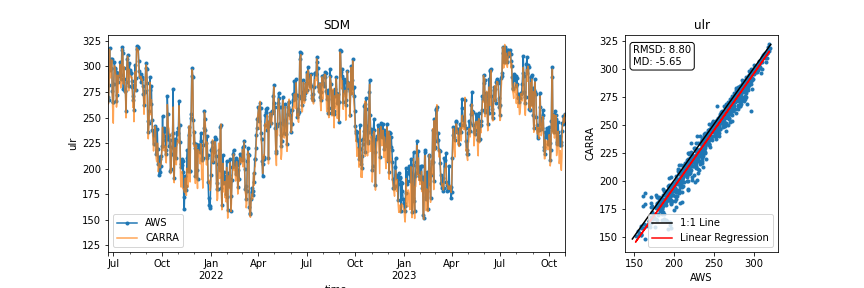 SDM
ulr
325
300
275
250
225
200
175
150
125
ulr
AWS
CARRA
Jul
Oct
Jan
2022
Apr
Jul
Oct
Jan
2023
Apr
Jul
Oct
time
ulr
325
300
275
250
225
200
175
150
CARRA
RMSD: 8.80
MD: -5.65
1:1 Line
Linear Regression
150
200
250
300
AWS